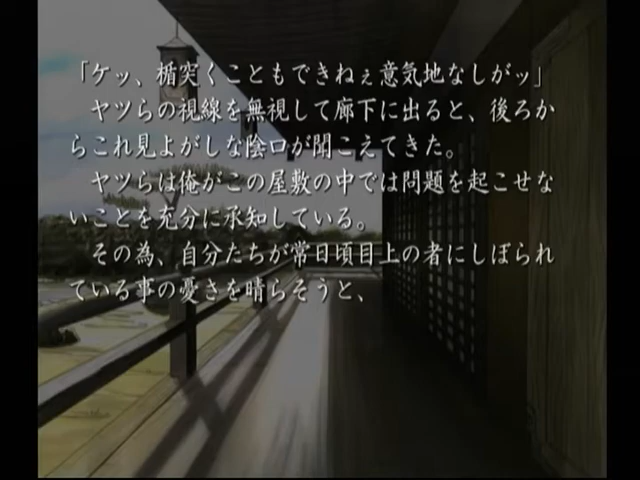 「ケッ、楯突くこともできねぇ意気地なしがッ」
　ヤツらの視線を無視して廊下に出ると、後ろか
らこれ見よがしな陰口が聞こえてきた。
　ヤツらは俺がこの屋敷の中では問題を起こせな
いことを充分に承知している。
　その為、自分たちが常日頃目上の者にしぼられ
ている事の憂さを晴らそうと、